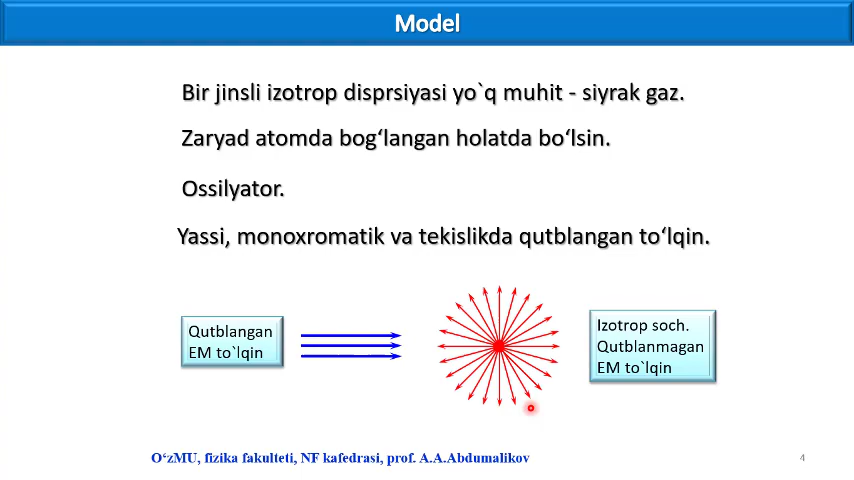 Model
Bir jinsli izotrop disprsiyasi yo`q muhit - siyrak gaz.
Zaryad atomda bog‘langan holatda bo‘lsin.
Ossilyator.
Yassi, monoxromatik va tekislikda qutblangan to‘lqin.
Qutblangan
EM to`lqin
Izotrop soch.
Qutblanmagan
EM to`lqin
O‘zMU, fizika fakulteti, NF kafedrasi, prof. A.A.Abdumalikov
4